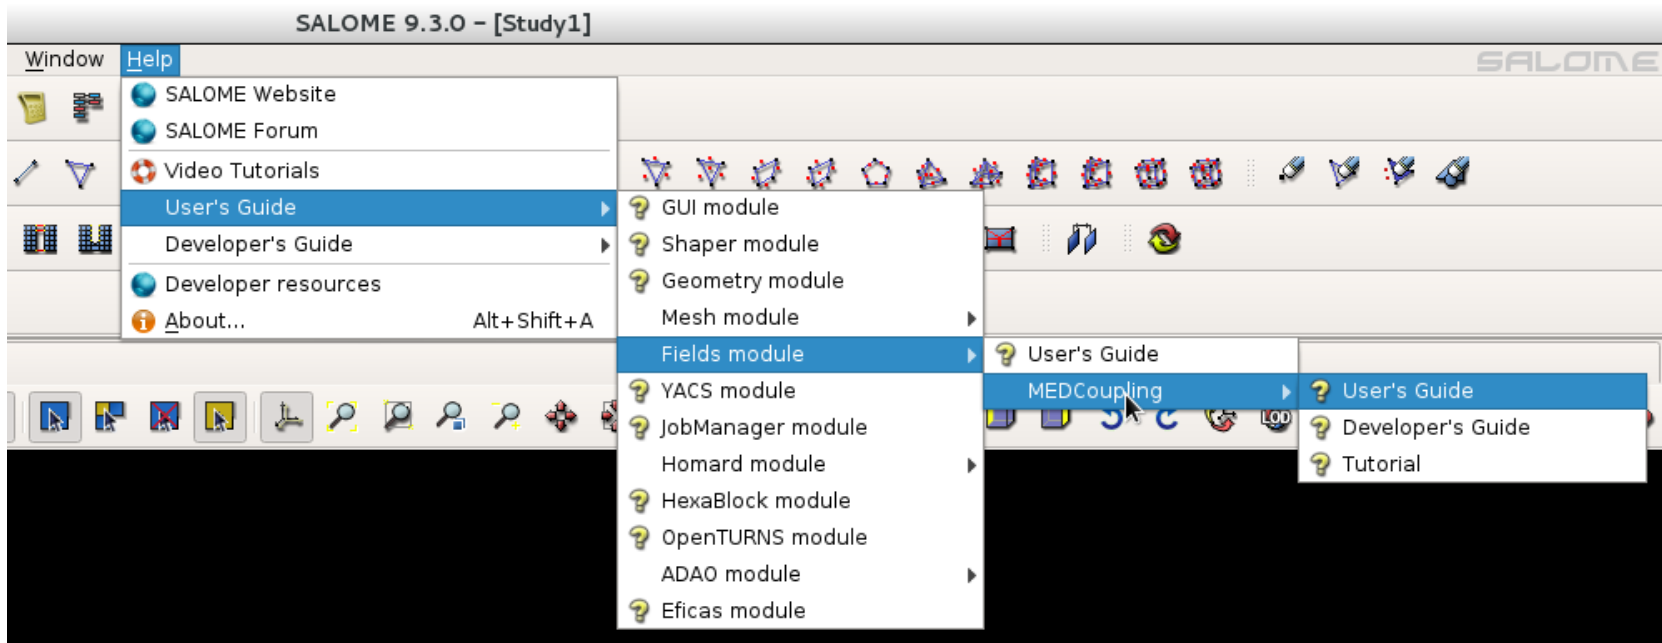 SALOME 9.3.0 – [Study1]
Window Help
SALOME
SALOME Website
SALOME Forum
Video Tutorials
User's Guide
Developer's Guide
Developer resources
About... Alt+Shift+A
GUI module
Shaper module
Geometry module
Mesh module
Fields module
YACS module
JobManager module
Homard module
HexaBlock module
OpenTURNS module
ADAO module
Eficas module
User's Guide
MEDCoupling
User's Guide
Developer's Guide
Tutorial
LOD